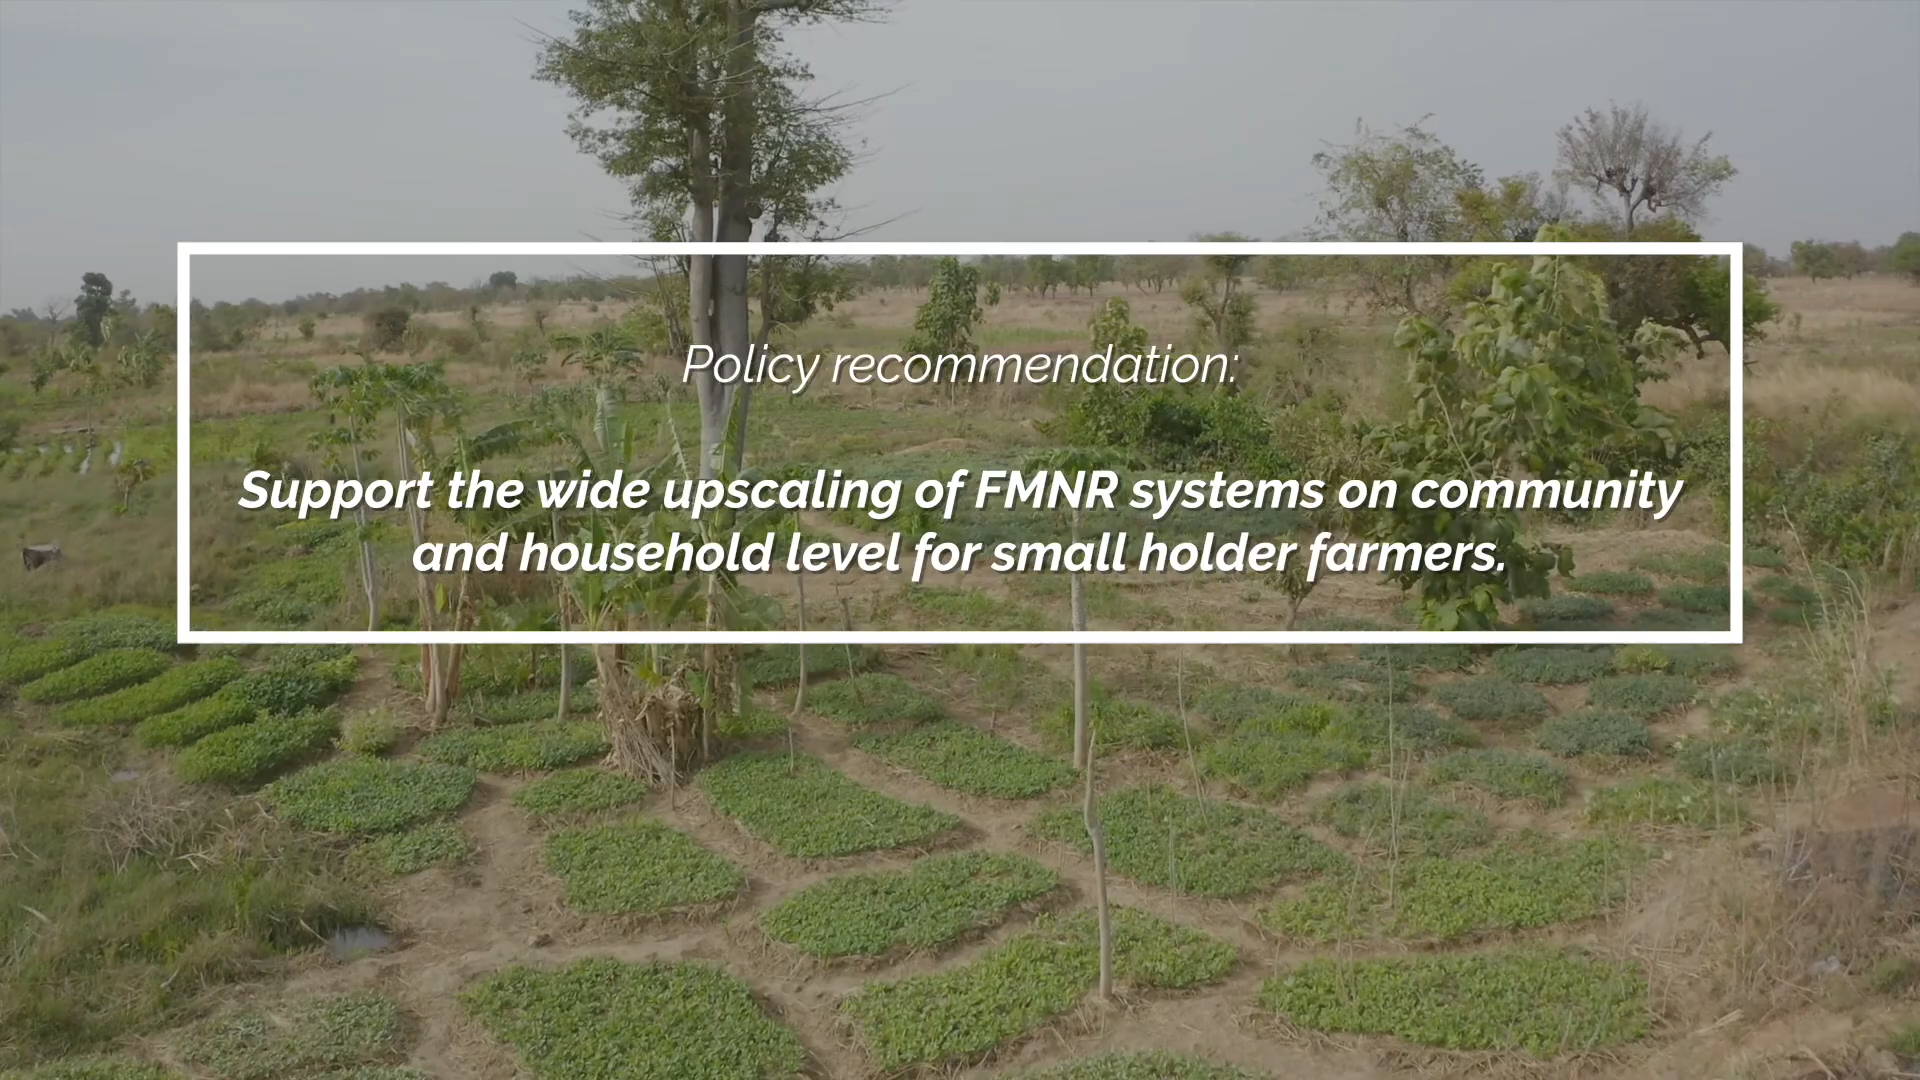 Policy recommendation:
Support the wide upscaling of FMNR systems on community
and household level for small holder farmers.